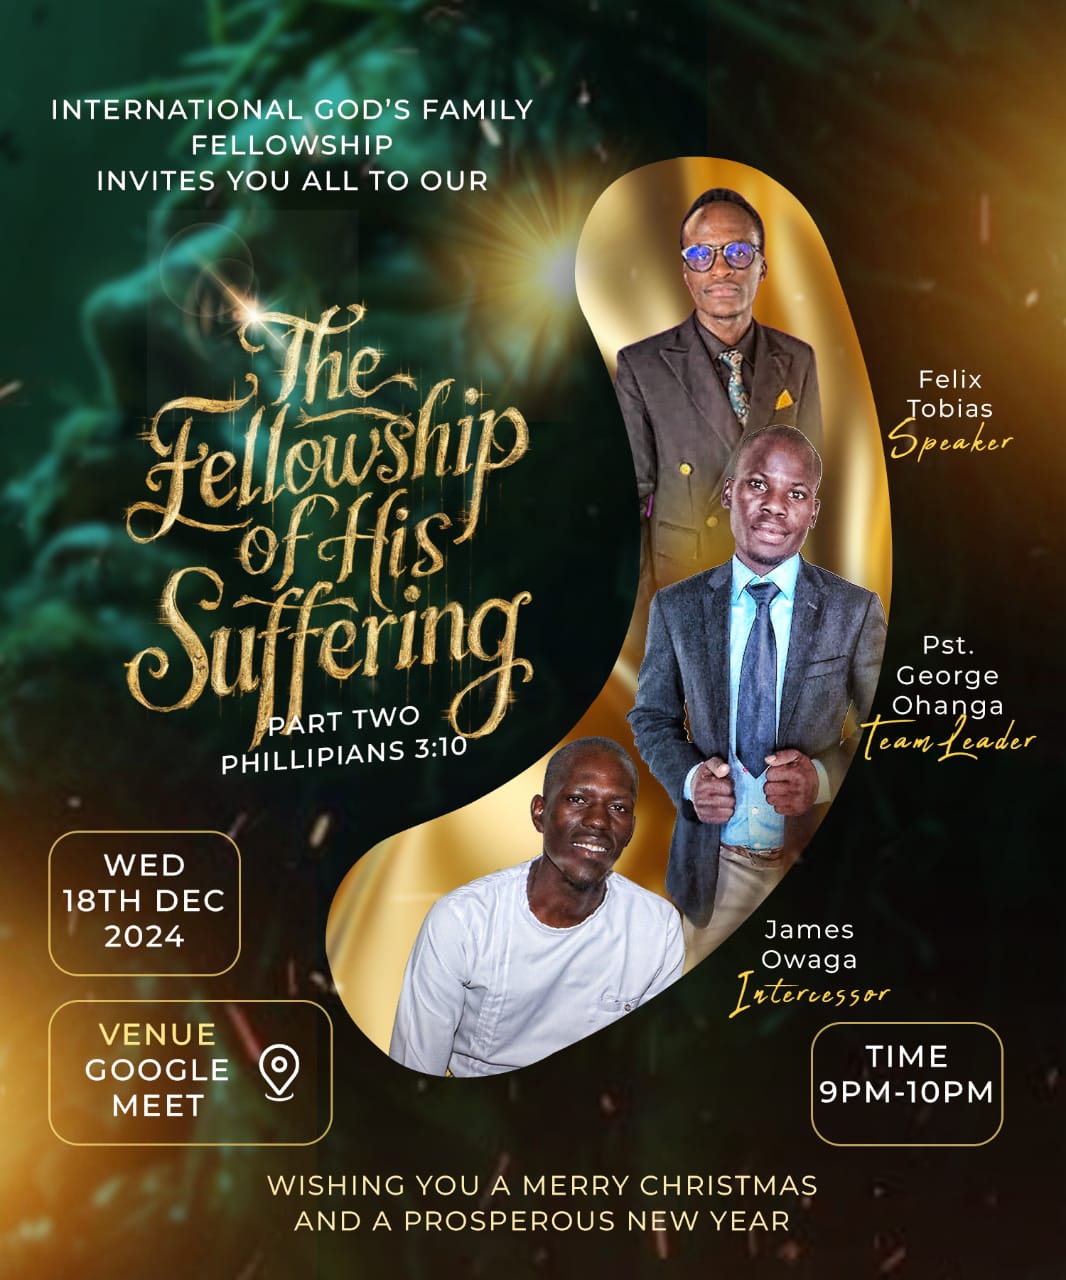 INTERNATIONAL GOD'S FAMILY
FELLOWSHIP
INVITES YOU ALL TO OUR
The
Fellowship
of His
Suffering
PART TWO
PHILLIPIANS 3:10
Felix
Tobias
Speaker
Pst.
George
Ohanga
Team Leader
James
Owaga
Intercessor
WED
18TH DEC
2024
VENUE
GOOGLE
MEET
TIME
9PM-10PM
WISHING YOU A MERRY CHRISTMAS
AND A PROSPEROUS NEW YEAR